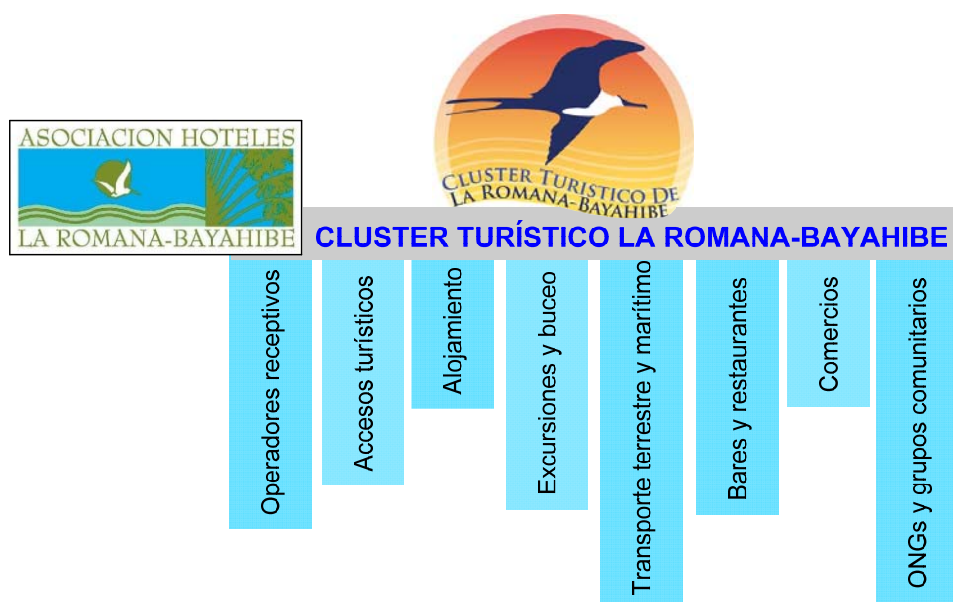 ASOCIACION HOTELES
LA ROMANA-BAYAHIBE
CLUSTER TURISTICO DE
LA ROMANA-BAYAHIBE
CLUSTER TURÍSTICO LA ROMANA-BAYAHIBE
Operadores receptivos
Accesos turísticos
Alojamiento
Excursiones y buceo
Transporte terrestre y marítimo
Bares y restaurantes
Comercios
ONGs y grupos comunitarios